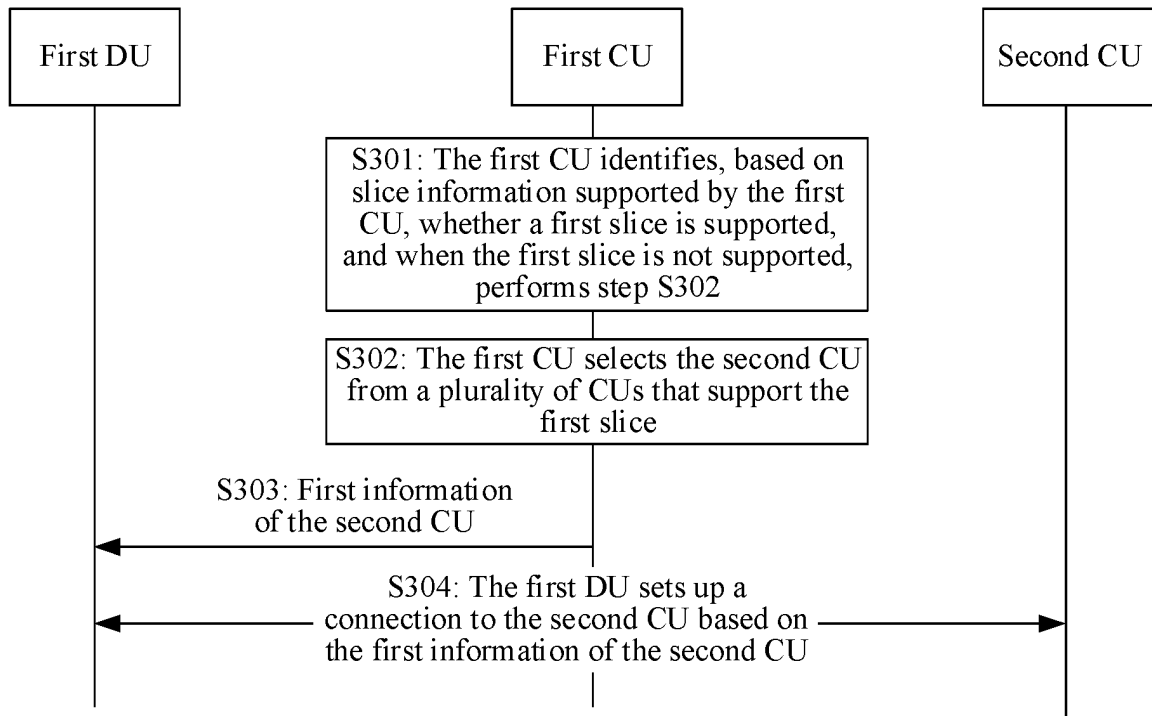 First DU
First CU
Second CU
S301: The first CU identifies, based on
slice information supported by the first
CU, whether a first slice is supported,
and when the first slice is not supported,
performs step S302
S302: The first CU selects the second CU
from a plurality of CUs that support the
first slice
S303: First information
of the second CU
S304: The first DU sets up a
connection to the second CU based on
the first information of the second CU